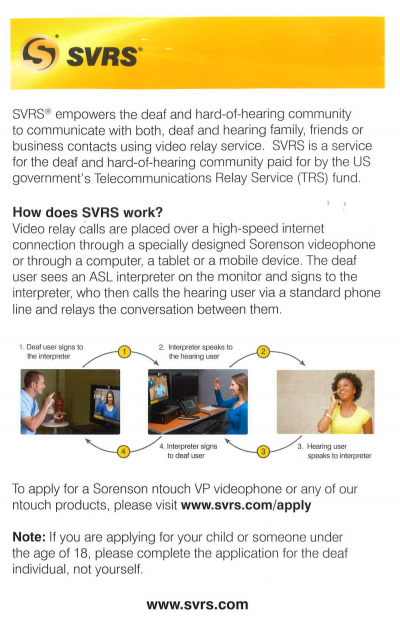 SVRS®
SVRS® empowers the deaf and hard-of-hearing community
to communicate with both, deaf and hearing family, friends or
business contacts using video relay service. SVRS is a service
for the deaf and hard-of-hearing community paid for by the US
government's Telecommunications Relay Service (TRS) fund.
How does SVRS work?
Video relay calls are placed over a high-speed internet
connection through a specially designed Sorenson videophone
or through a computer, a tablet or a mobile device. The deaf
user sees an ASL interpreter on the monitor and signs to the
interpreter, who then calls the hearing user via a standard phone
line and relays the conversation between them.
1. Deaf user signs to
the interpreter
1
2. Interpreter speaks to
the hearing user
2
4
4. Interpreter signs
to deaf user
3
3. Hearing user
speaks to interpreter
To apply for a Sorenson ntouch VP videophone or any of our
ntouch products, please visit www.svrs.com/apply
Note: If you are applying for your child or someone under
the age of 18, please complete the application for the deaf
individual, not yourself.
www.svrs.com